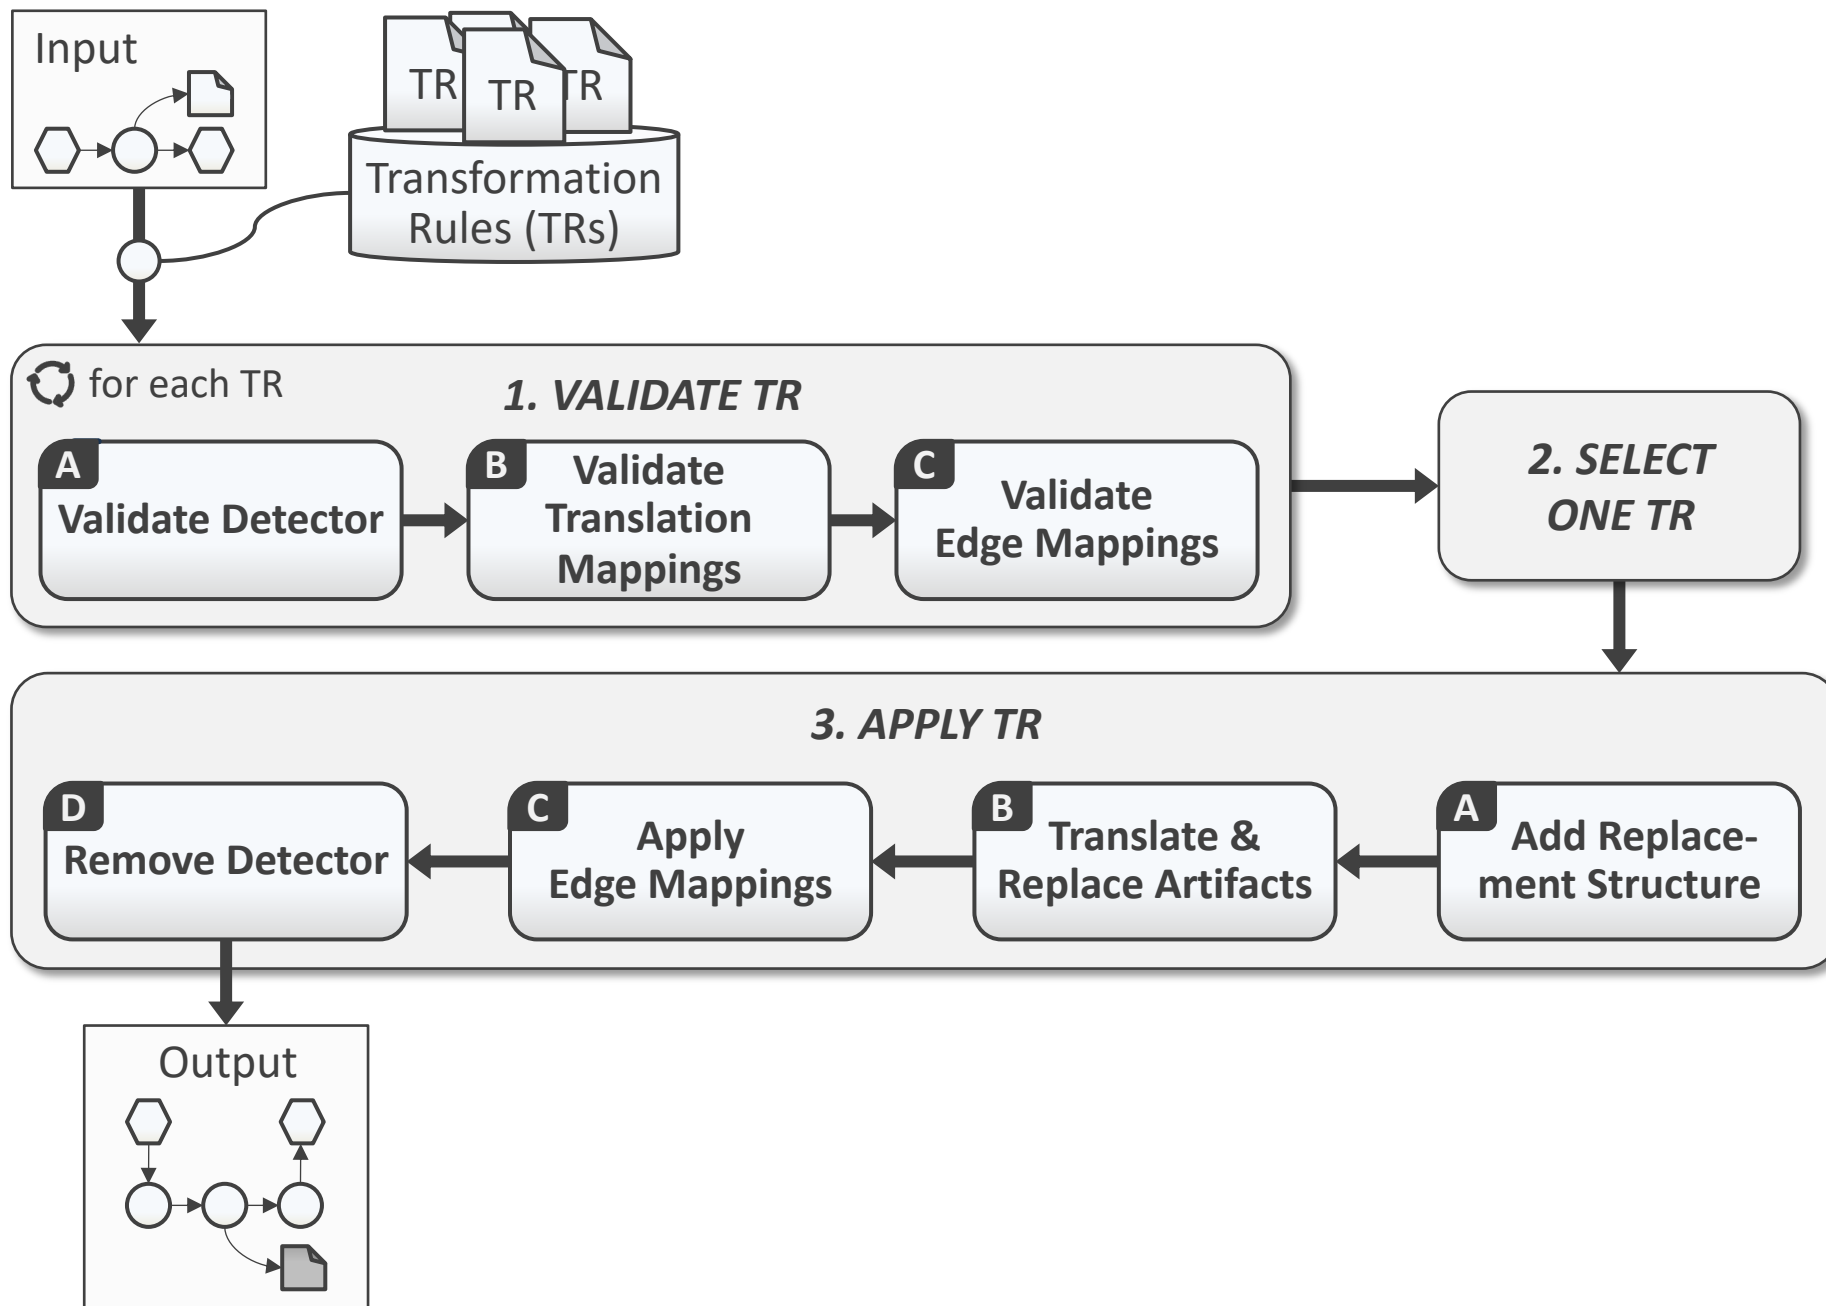 Input
TR
TR
TR
Transformation
Rules (TRs)
for each TR
1. VALIDATE TR
A
Validate Detector
B
Validate
Translation
Mappings
C
Validate
Edge Mappings
2. SELECT
ONE TR
3. APPLY TR
D
Remove Detector
C
Apply
Edge Mappings
B
Translate &
Replace Artifacts
A
Add Replace-
ment Structure
Output